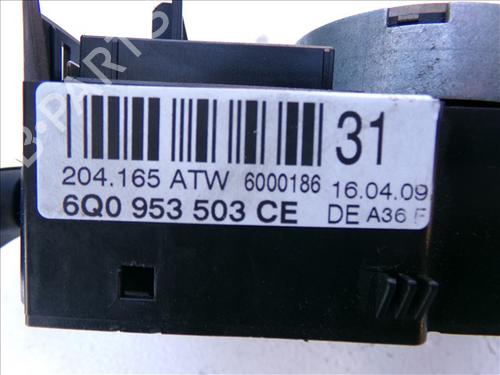 31
204.165 ATW 6000186 16.04.09
6Q0 953 503 CE DE A36 F